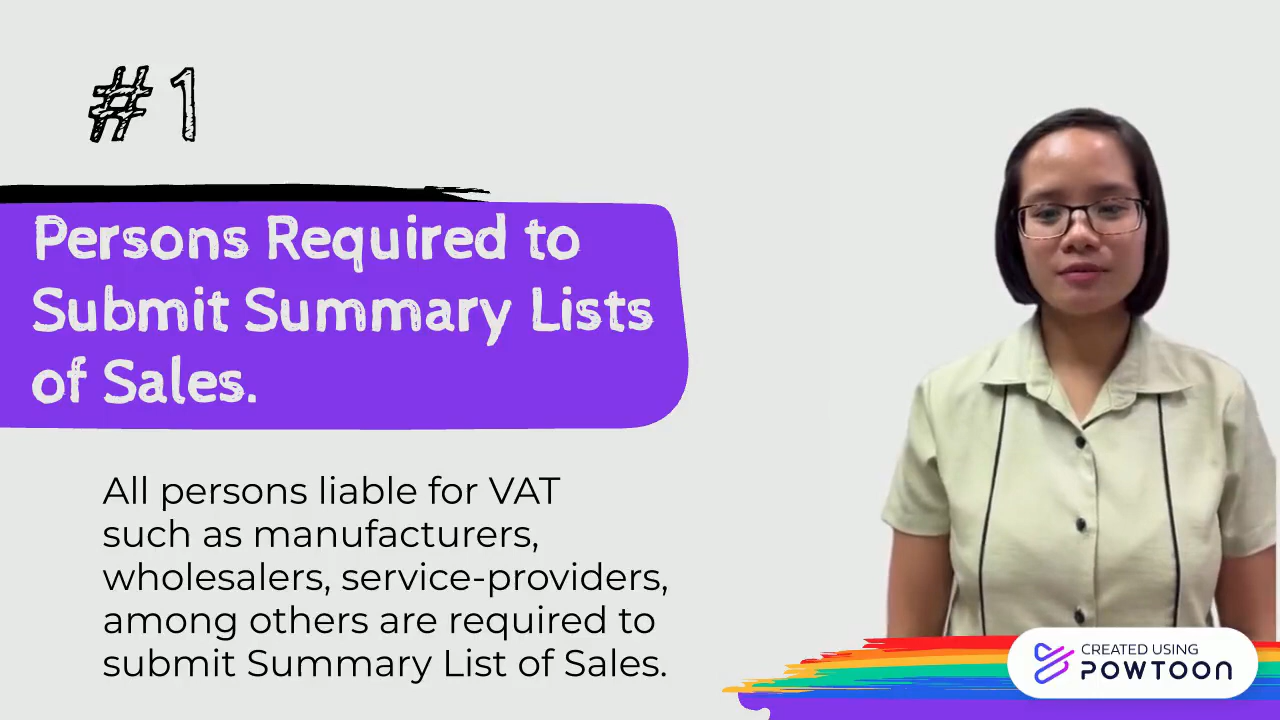 #1
Persons Required to
Submit Summary Lists
of Sales.
All persons liable for VAT
such as manufacturers,
wholesalers, service-providers,
among others are required to
submit Summary List of Sales.
CREATED USING
POWTOON